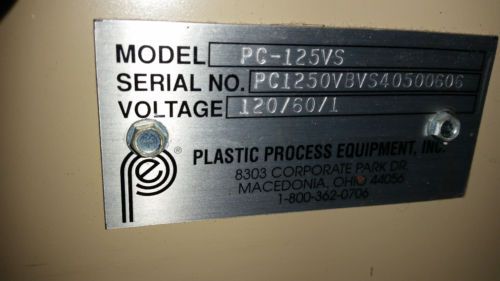 MODEL PC-125VS
SERIAL NO. PC1250VBVS40500606
VOLTAGE 120/60/1
pe ®
PLASTIC PROCESS EQUIPMENT, INC.
8303 CORPORATE PARK DR.
MACEDONIA, OHIO 44056
1-800-362-0706